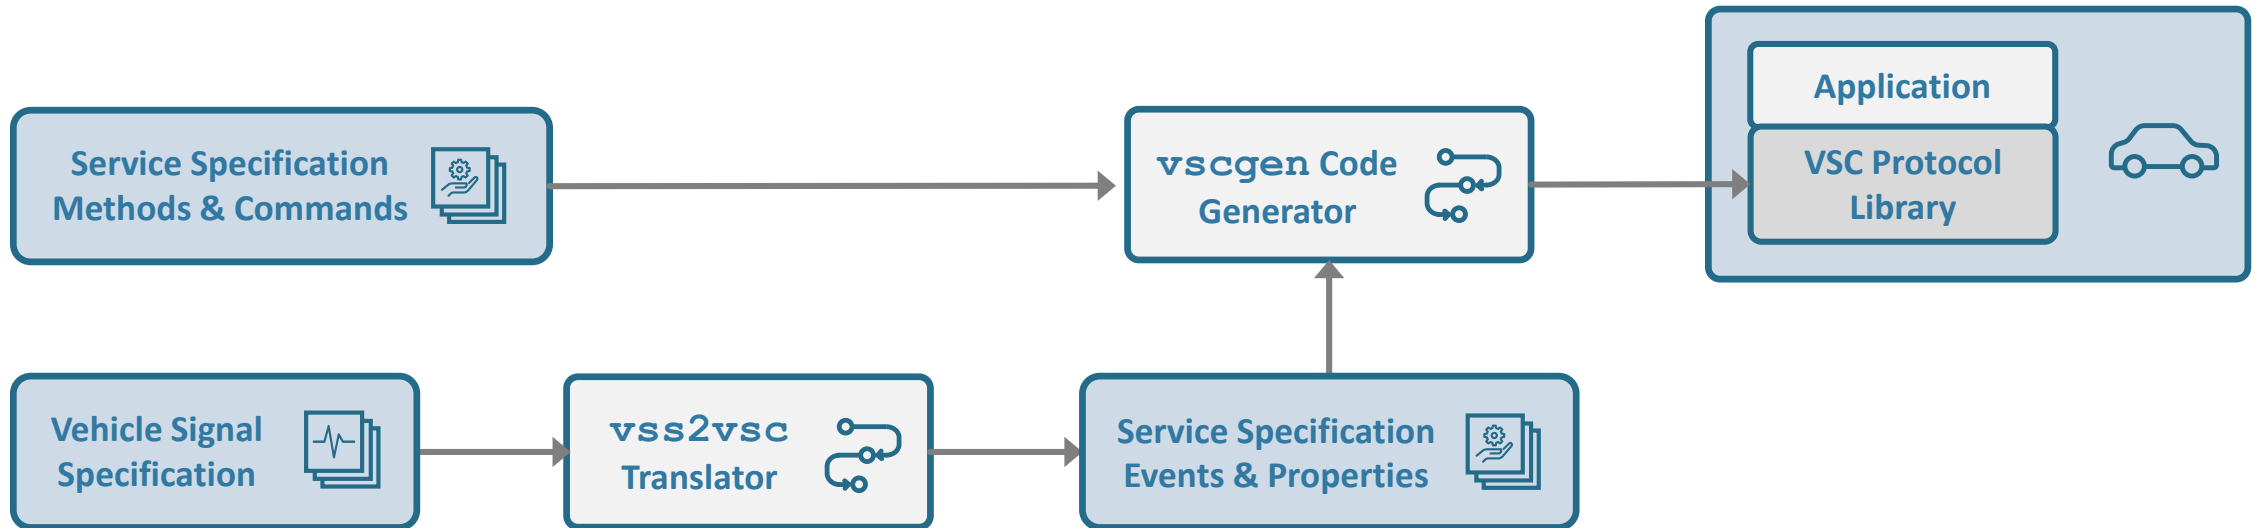 Service Specification
Methods & Commands
vscgen Code
Generator
Application
VSC Protocol
Library
Vehicle Signal
Specification
vss2vsc
Translator
Service Specification
Events & Properties